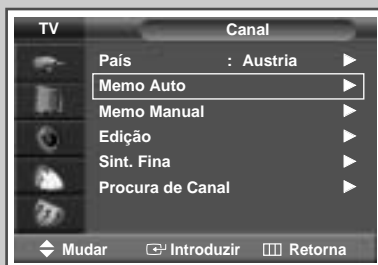 TV Canal
País : Austria
Memo Auto
Memo Manual
Edição
Sint. Fina
Procura de Canal
Mudar Introduzir Retorna